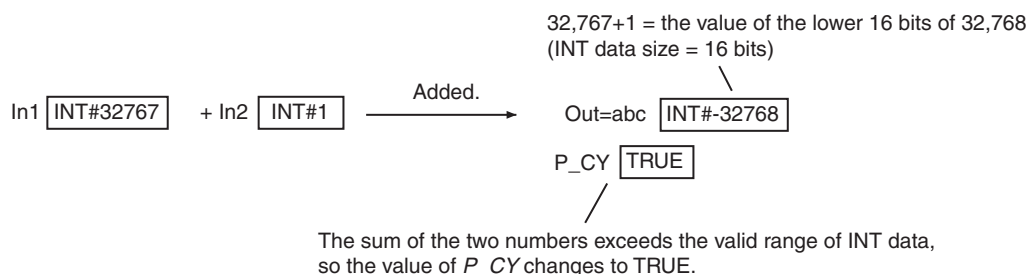 32,767+1 = the value of the lower 16 bits of 32,768
(INT data size = 16 bits)
In1 INT#32767 + In2 INT#1 Added. Out=abc INT#-32768
P_CY TRUE
The sum of the two numbers exceeds the valid range of INT data,
so the value of P_CY changes to TRUE.